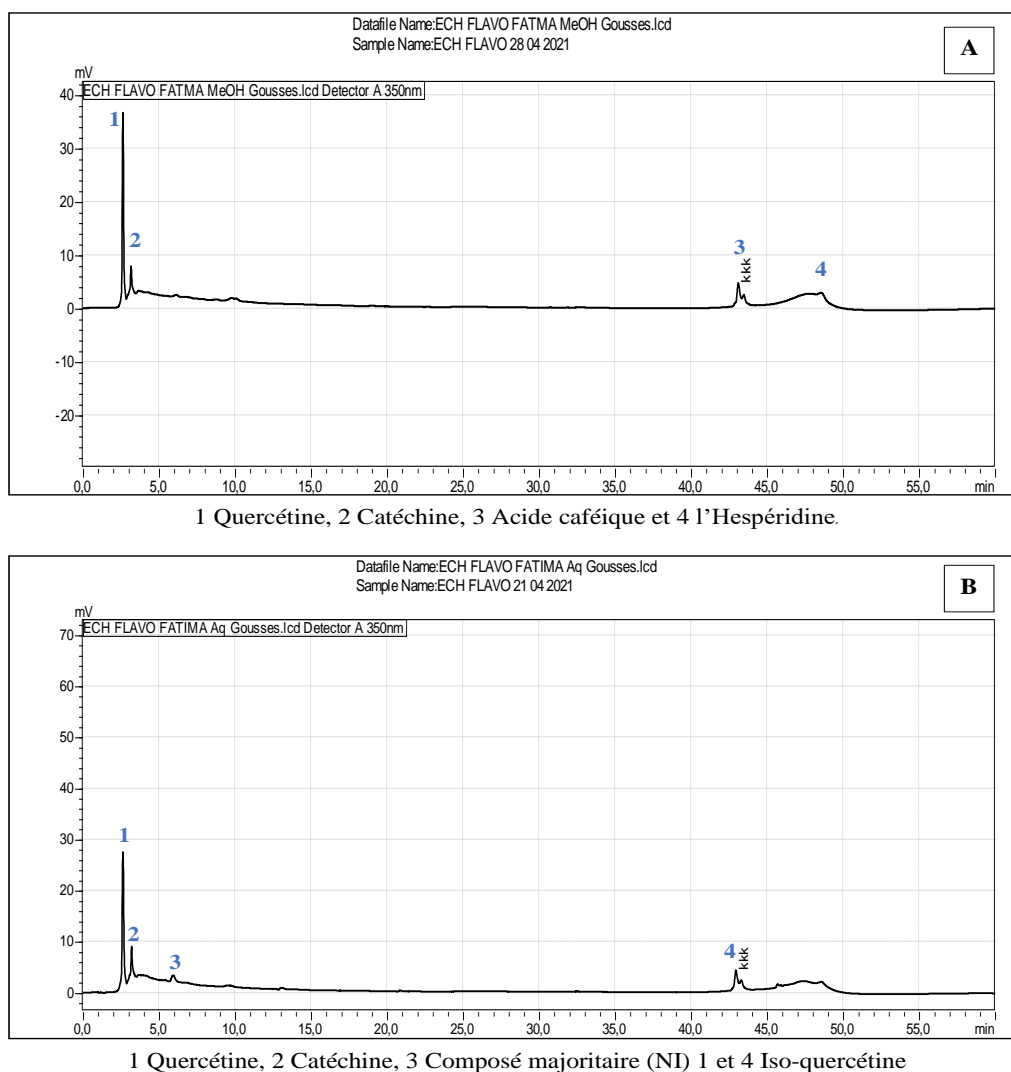 Datafile Name:ECH FLAVO FATMA MeOH Gousses.lcd
Sample Name:ECH FLAVO 28 04 2021
A
mV
ECH FLAVO FATMA MeOH Gousses.lcd Detector A 350nm
40
1
30
20
10
2
3
kkk
4
0
-10
-20
0,0 5,0 10,0 15,0 20,0 25,0 30,0 35,0 40,0 45,0 50,0 55,0 min
1 Quercétine, 2 Catéchine, 3 Acide caféique et 4 l’Hespéridine.
Datafile Name:ECH FLAVO FATIMA Aq Gousses.lcd
Sample Name:ECH FLAVO 21 04 2021
B
mV
70
ECH FLAVO FATIMA Aq Gousses.lcd Detector A 350nm
60
50
40
30
1
20
10
2
3
4
kkk
0
0,0 5,0 10,0 15,0 20,0 25,0 30,0 35,0 40,0 45,0 50,0 55,0 min
1 Quercétine, 2 Catéchine, 3 Composé majoritaire (NI) 1 et 4 Iso-quercétine